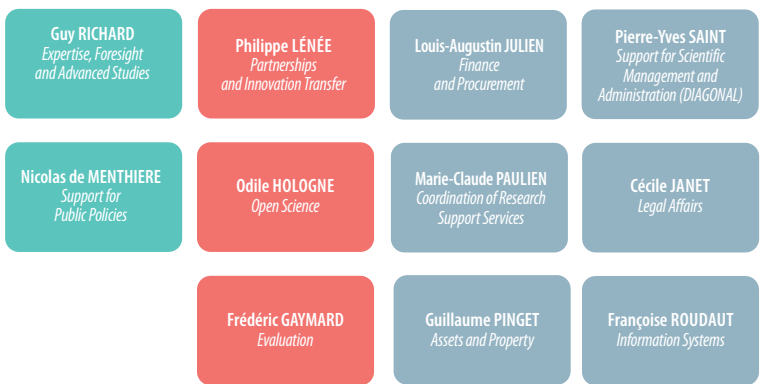 Guy RICHARD
Expertise, Foresight
and Advanced Studies
Philippe LÉNÉE
Partnerships
and Innovation Transfer
Louis-Augustin JULIEN
Finance
and Procurement
Pierre-Yves SAINT
Support for Scientific
Management and
Administration (DIAGONAL)
Nicolas de MENTHIERE
Support for
Public Policies
Odile HOLOGNE
Open Science
Marie-Claude PAULIEN
Coordination of Research
Support Services
Cécile JANET
Legal Affairs
Frédéric GAYMARD
Evaluation
Guillaume PINGET
Assets and Property
Françoise ROUDAUT
Information Systems